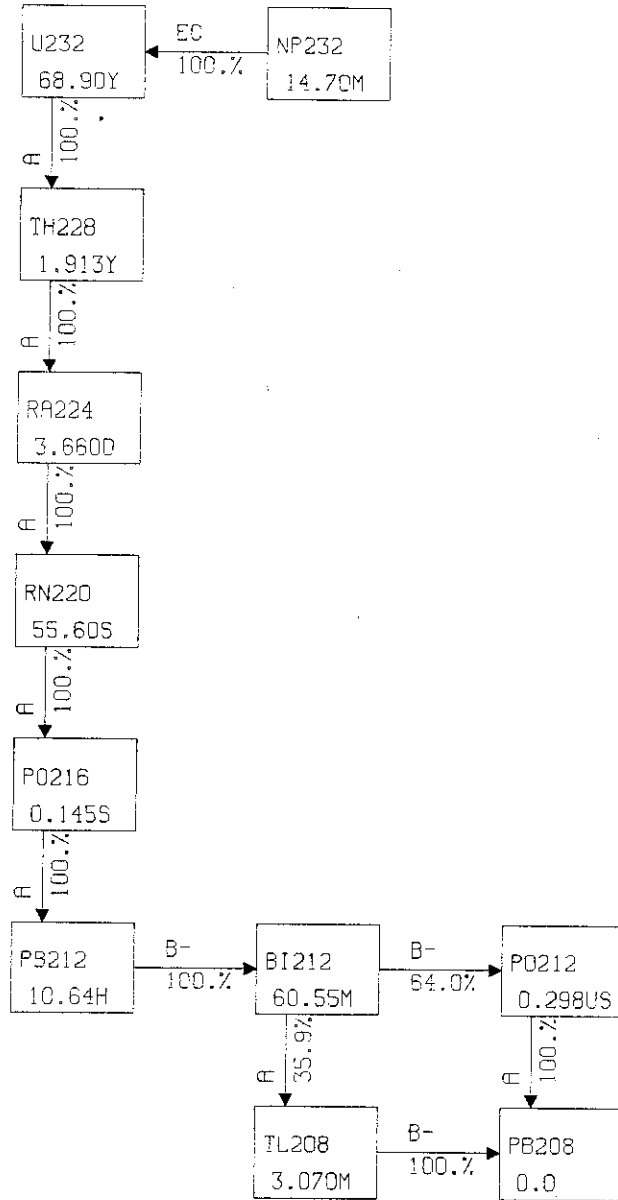 U232
68.90Y
EC
100.%
NP232
14.70M
A
100.%
TH228
1.913Y
A
100.%
RA224
3.660D
A
100.%
RN220
55.60S
A
100.%
PO216
0.145S
A
100.%
PB212
10.64H
B-
100.%
BI212
60.55M
B-
64.0%
PO212
0.298US
A
35.9%
A
100.%
TL208
3.070M
B-
100.%
PB208
0.0